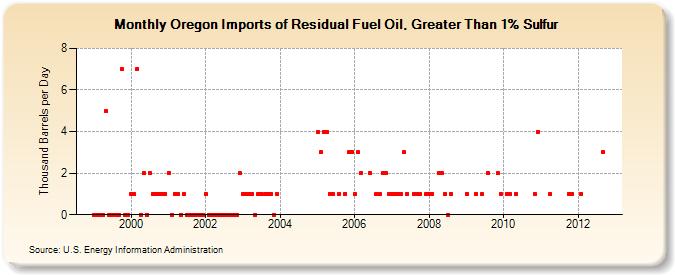 Monthly Oregon Imports of Residual Fuel Oil, Greater Than 1% Sulfur
Thousand Barrels per Day
8
6
4
2
0
2000 2002 2004 2006 2008 2010 2012
Source: U.S. Energy Information Administration